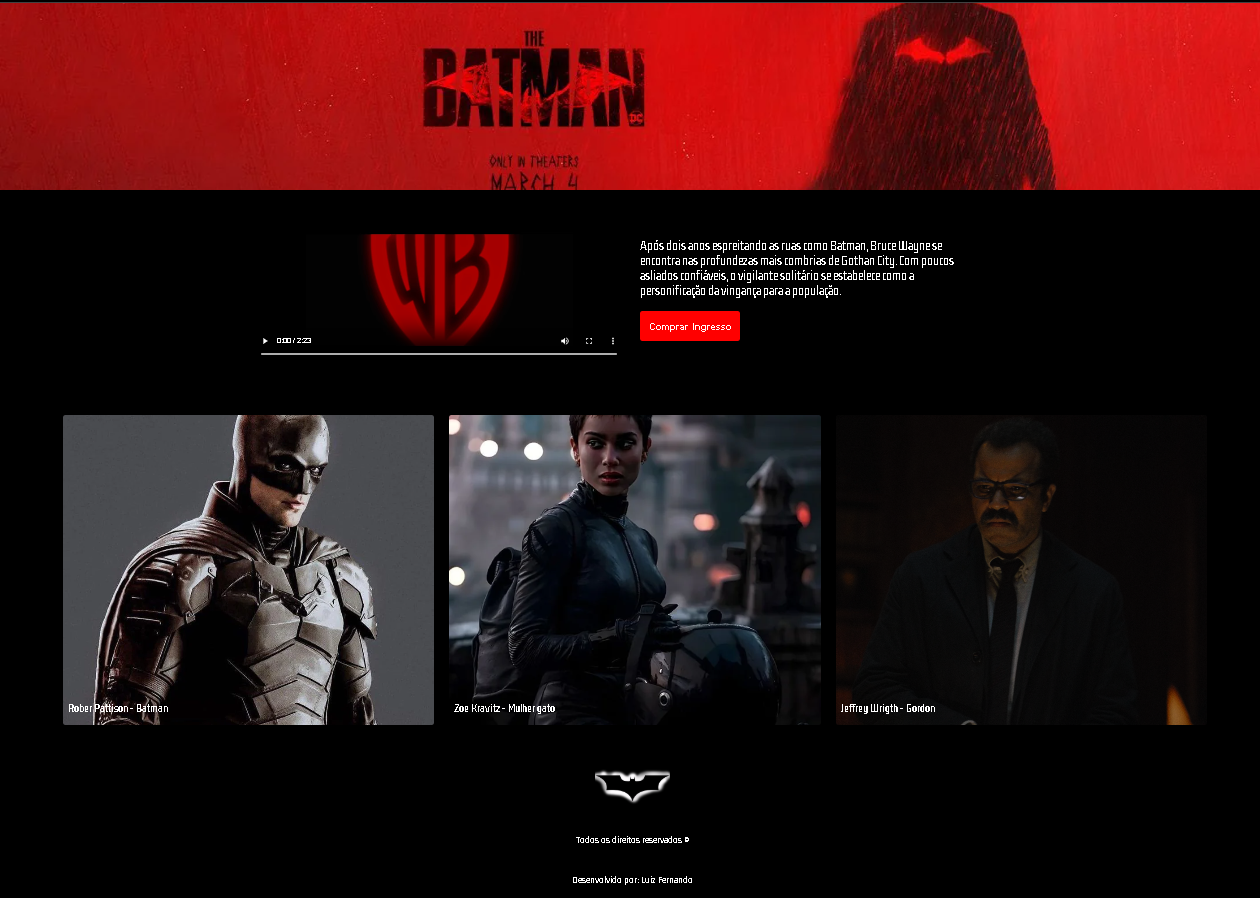 THE
BATMAN
DC
ONLY IN THEATERS
MARCH 4
WB
Após dois anos espreitando as ruas como Batman, Bruce Wayne se
encontra nas profundezas mais combrias de Gothan City. Com poucos
asliados confiáveis, o vigilante solitário se estabelece como a
personificação da vingança para a população.
Comprar Ingresso
0:00 / 2:23
Rober Pattison - Batman
Zoe Kravitz - Mulher gato
Jeffrey Wrigth - Gordon
Todos os direitos reservados ©
Desenvolvido por: Luiz Fernando